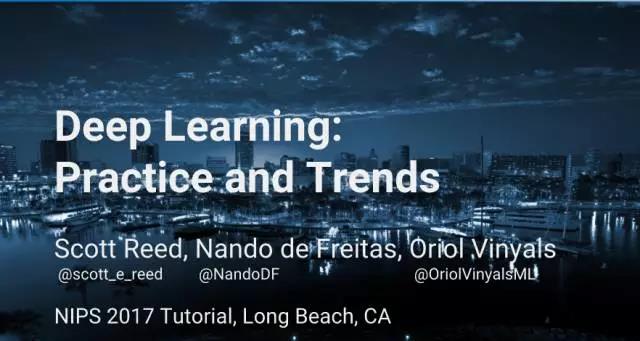 Deep Learning:
Practice and Trends
Scott Reed, Nando de Freitas, Oriol Vinyals
@scott_e_reed @NandoDF @OriolVinyalsML
NIPS 2017 Tutorial, Long Beach, CA